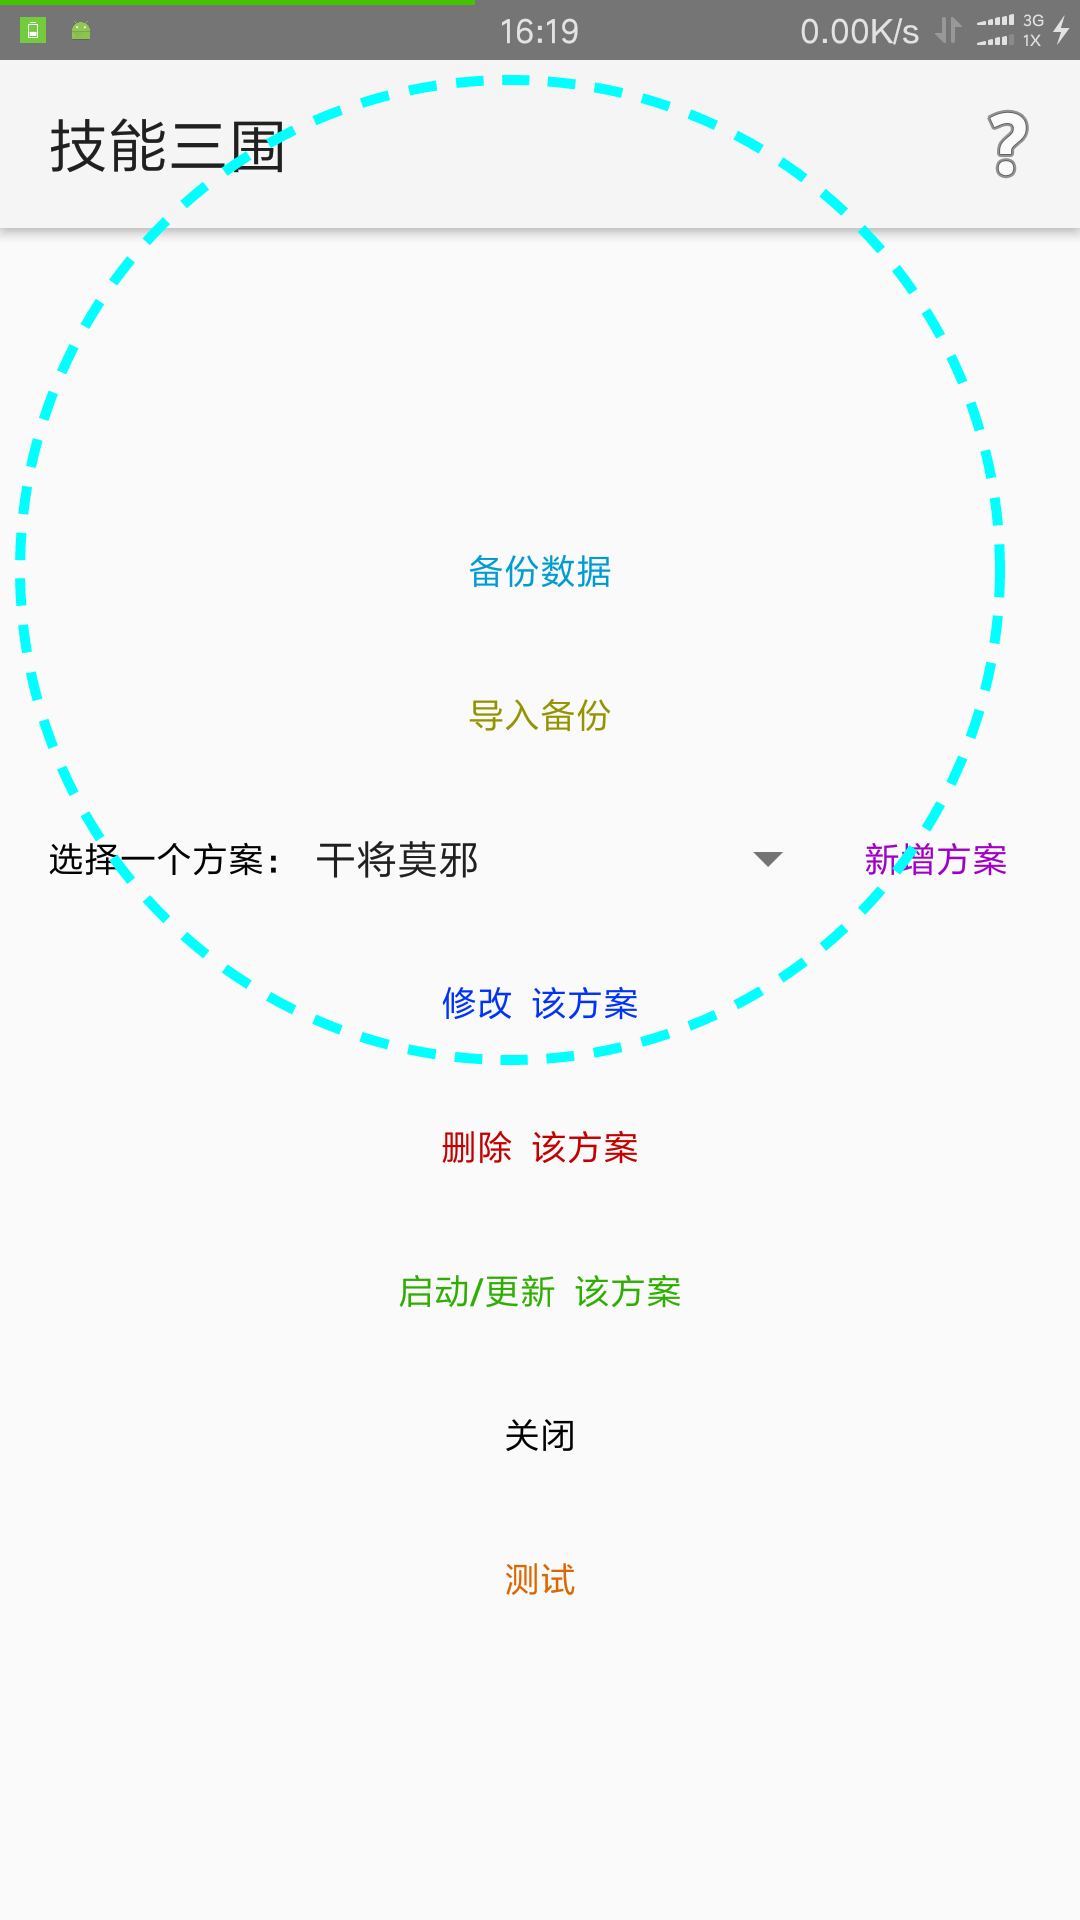 16:19 0.00K/s 3G 1X
技能三围
备份数据
导入备份
选择一个方案： 干将莫邪 新增方案
修改 该方案
删除 该方案
启动/更新 该方案
关闭
测试